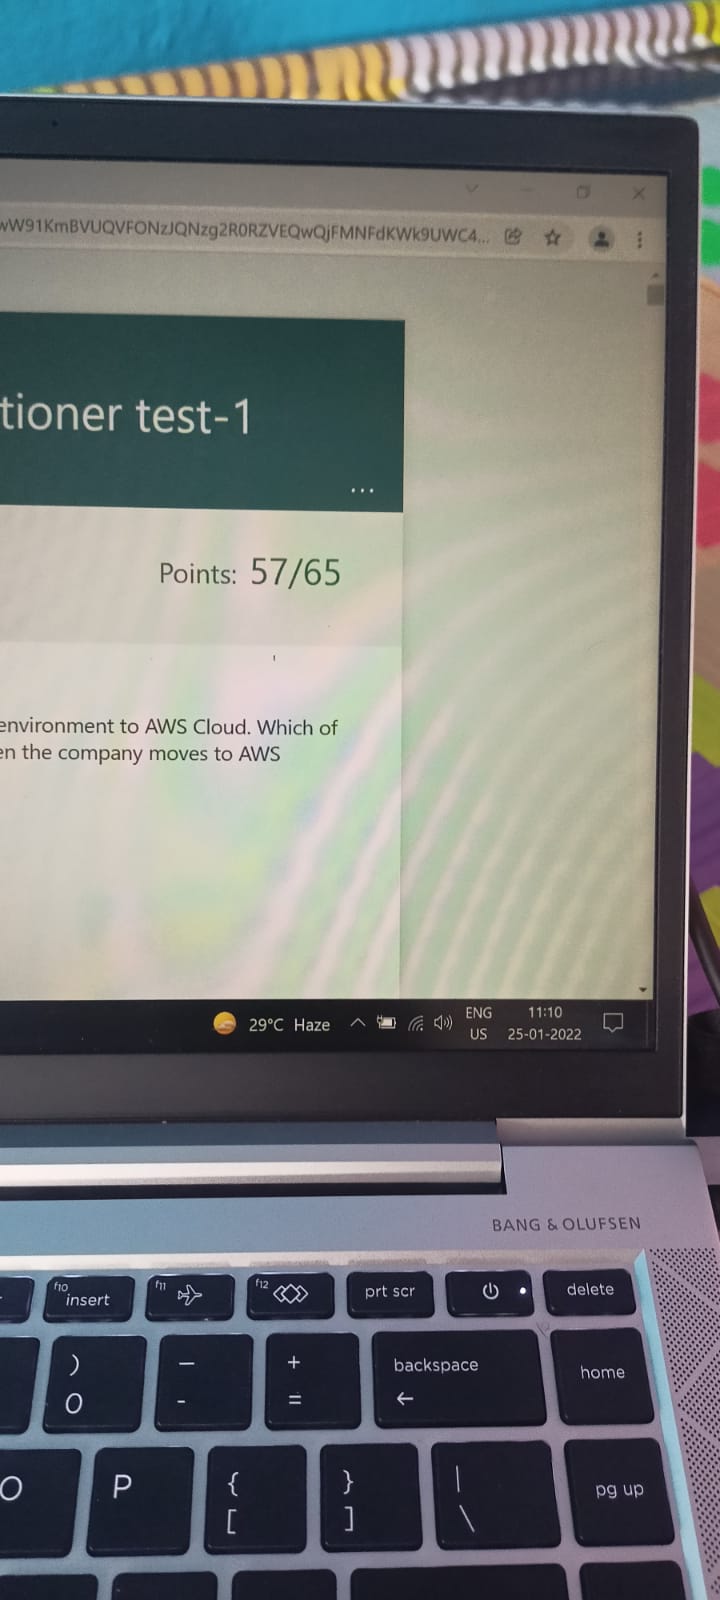 wW91KmBVUQVFONzJQNzg2R0RZVEQwQjFMNFdKWk9UWC4...
tioner test-1
...
Points: 57/65
environment to AWS Cloud. Which of
en the company moves to AWS
29°C Haze
ENG
US
11:10
25-01-2022
BANG & OLUFSEN
f10
insert
f11
f12
prt scr
delete
)
0
—
-
+
=
backspace
←
home
O
P
{
[
}
]
|
\
pg up